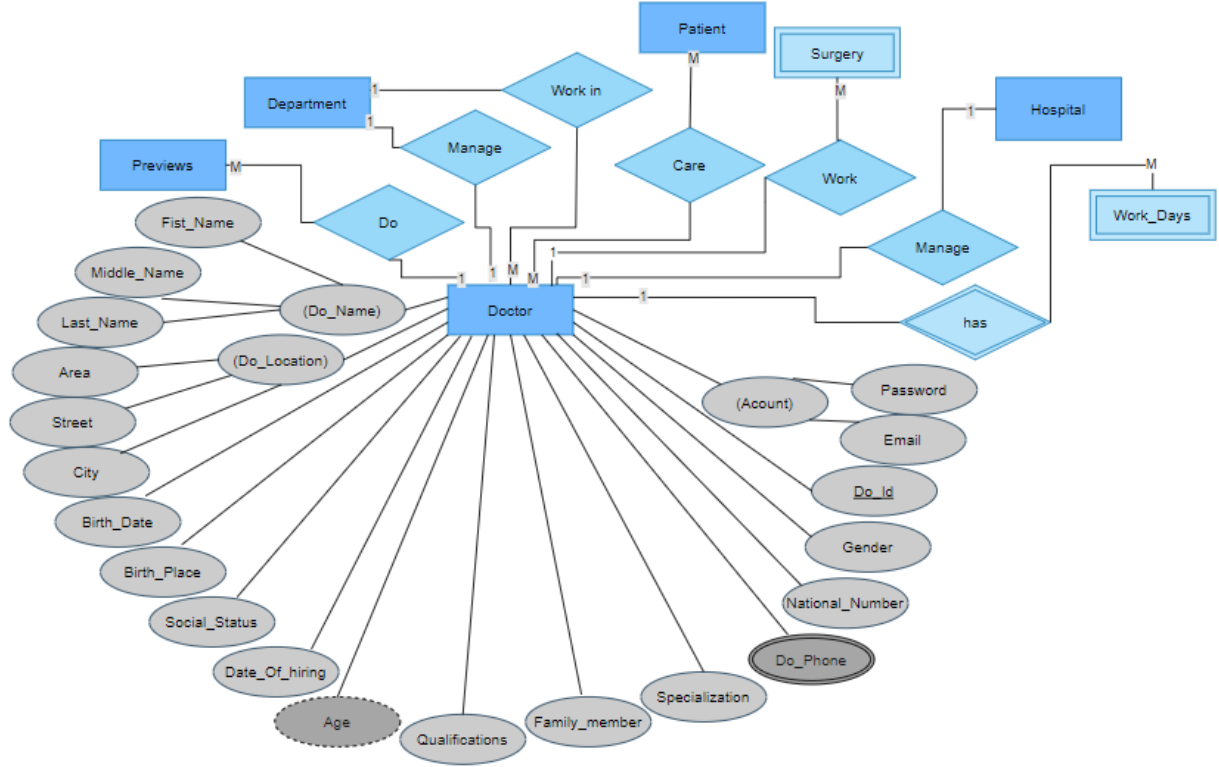 Patient
Surgery
Department
1
Work in
M
M
Hospital
1
1
Manage
Previews
M
Care
Work
M
Fist_Name
Do
Manage
Work_Days
Middle_Name
1
1
M
M
1
1
1
(Do_Name)
Doctor
has
Last_Name
Area
(Do_Location)
Street
City
Birth_Date
Birth_Place
Social_Status
Date_Of_hiring
Age
Qualifications
Family_member
Specialization
Do_Phone
National_Number
Gender
Do_Id
(Acount)
Password
Email